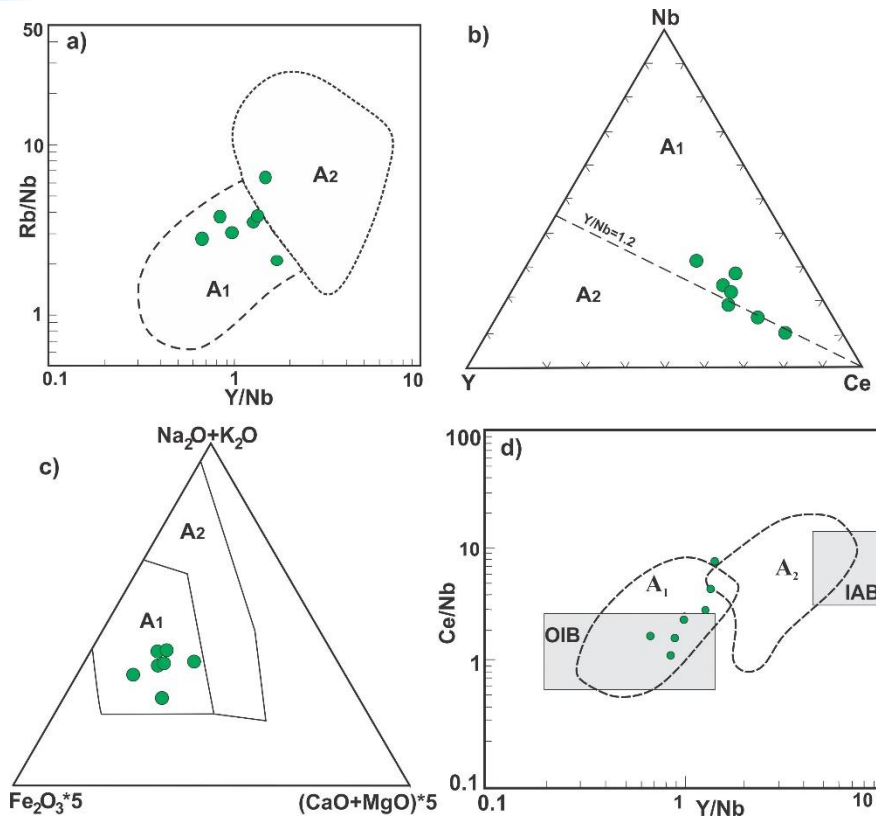 a)
50
10
1
Rb/Nb
A2
A1
0.1
1
10
Y/Nb
b)
Nb
A1
Y/Nb=1.2
A2
Y
Ce
c)
Na₂O+K₂O
A2
A1
Fe₂O₃*5
(CaO+MgO)*5
d)
100
10
1
0.1
Ce/Nb
A₁
A₂
OIB
IAB
0.1
1
10
Y/Nb